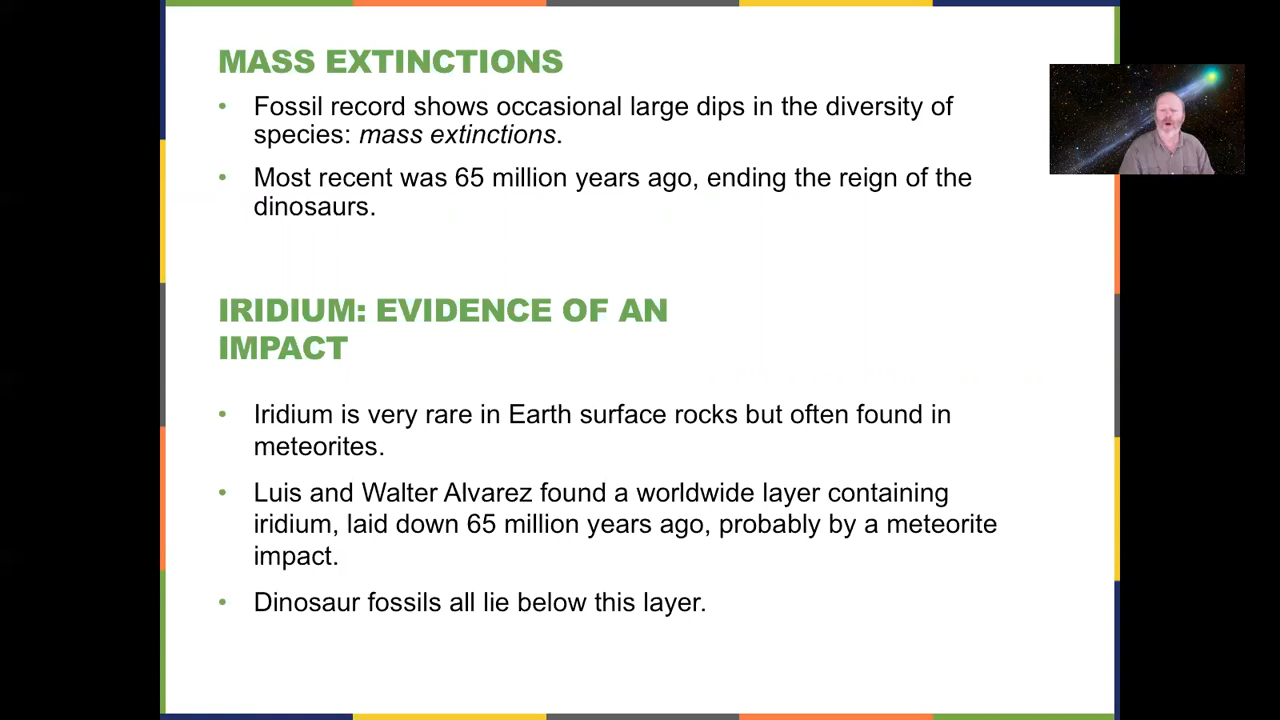 MASS EXTINCTIONS
• Fossil record shows occasional large dips in the diversity of
species: mass extinctions.
• Most recent was 65 million years ago, ending the reign of the
dinosaurs.
IRIDIUM: EVIDENCE OF AN
IMPACT
• Iridium is very rare in Earth surface rocks but often found in
meteorites.
• Luis and Walter Alvarez found a worldwide layer containing
iridium, laid down 65 million years ago, probably by a meteorite
impact.
• Dinosaur fossils all lie below this layer.